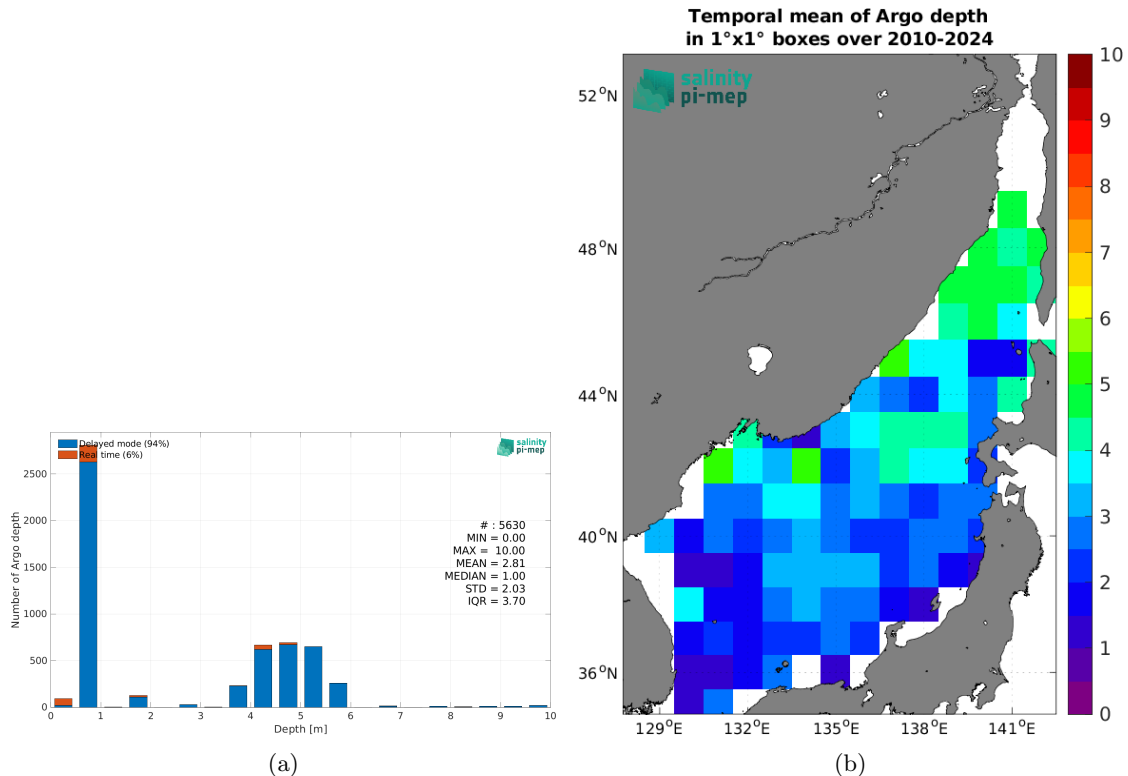 Delayed mode (94%)
Real time (6%)
salinity
pi-mep
2500
2000
1500
1000
500
0
Number of Argo depth
# : 5630
MIN = 0.00
MAX = 10.00
MEAN = 2.81
MEDIAN = 1.00
STD = 2.03
IQR = 3.70
0 1 2 3 4 5 6 7 8 9 10
Depth [m]
(a)
Temporal mean of Argo depth
in 1°x1° boxes over 2010-2024
salinity
pi-mep
52°N
48°N
44°N
40°N
36°N
129°E 132°E 135°E 138°E 141°E
10
9
8
7
6
5
4
3
2
1
0
(b)